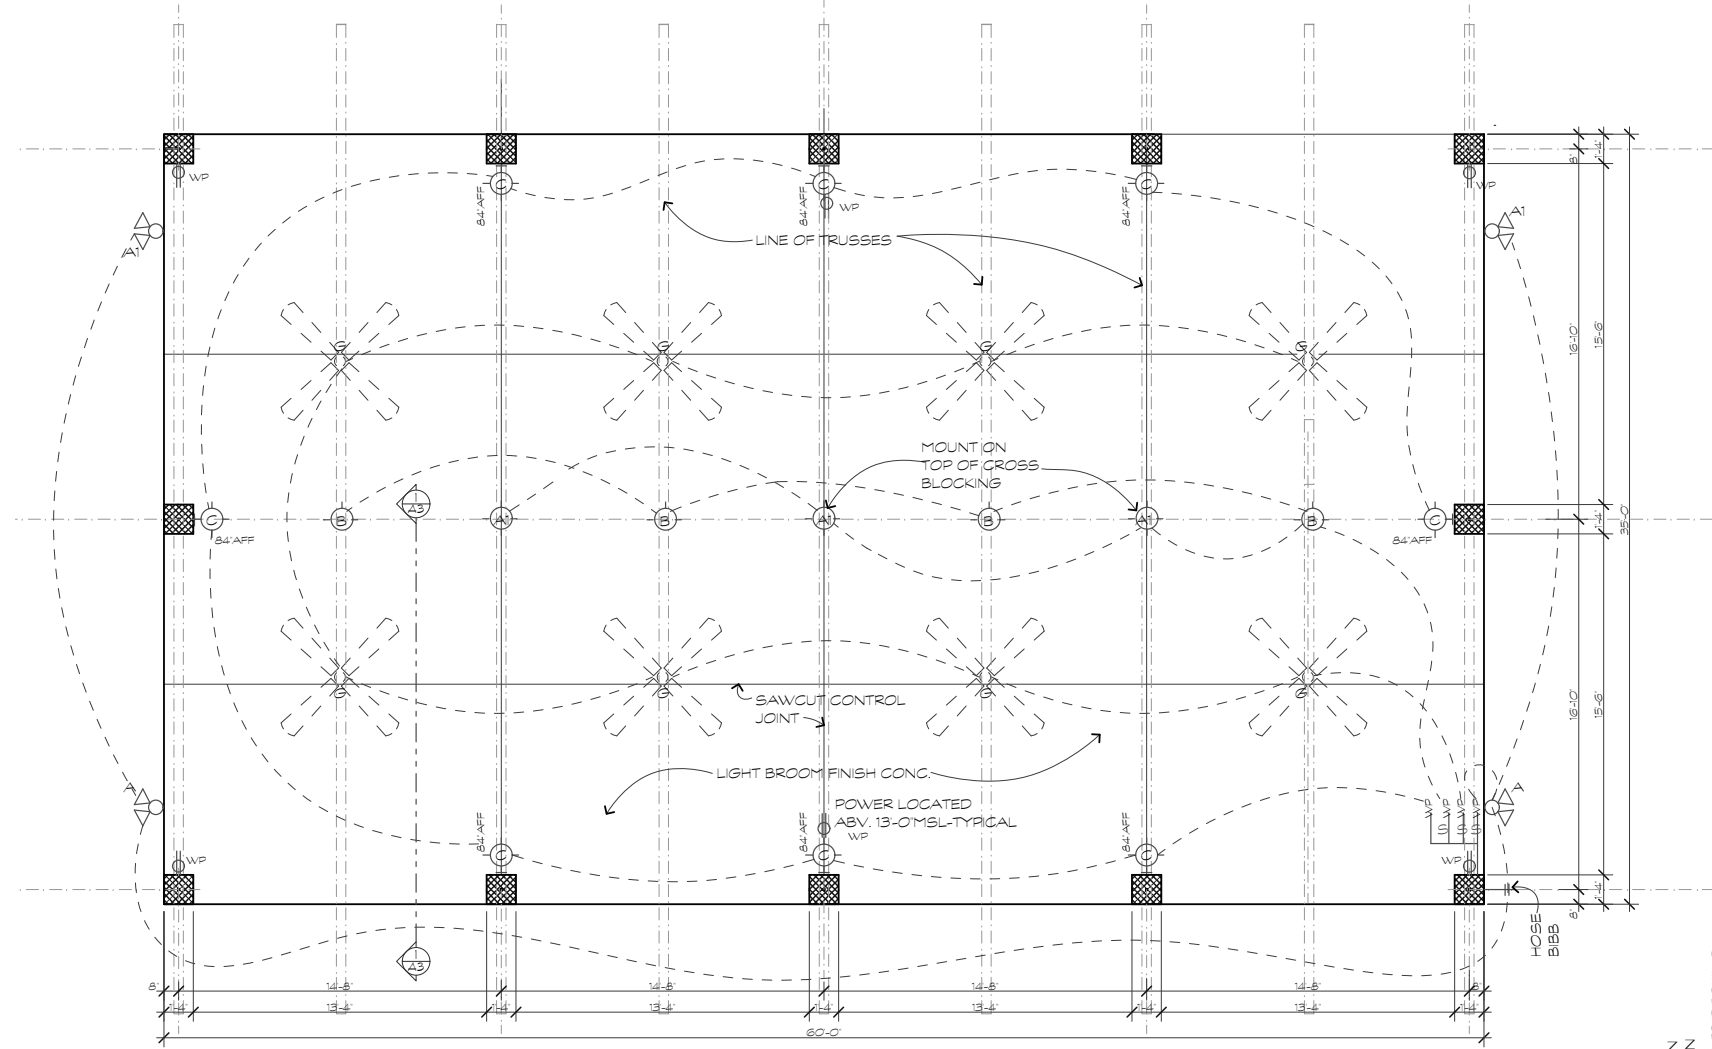 WP
C
84"AFF
C
84"AFF
WP
C
84"AFF
WP
A1
A1
LINE OF TRUSSES
G
G
G
G
MOUNT ON
TOP OF CROSS
BLOCKING
C
84"AFF
B
A3
A1
B
A1
B
A1
B
C
84"AFF
G
G
G
G
SAWCUT CONTROL
JOINT
LIGHT BROOM FINISH CONC.
POWER LOCATED
ABV. 13'-0"MSL-TYPICAL
A
A
WP
WP
WP
WP
S
S
S
WP
84"AFF
C
84"AFF
C
WP
84"AFF
C
WP
HOSE
BIBB
A3
8"
1'-4"
16'-10"
15'-6"
1'-4"
35'-0"
16'-10"
15'-6"
1'-4"
8"
8"
14'-8"
14'-8"
14'-8"
14'-8"
8"
1'-4"
13'-4"
1'-4"
13'-4"
1'-4"
13'-4"
1'-4"
13'-4"
1'-4"
60'-0"